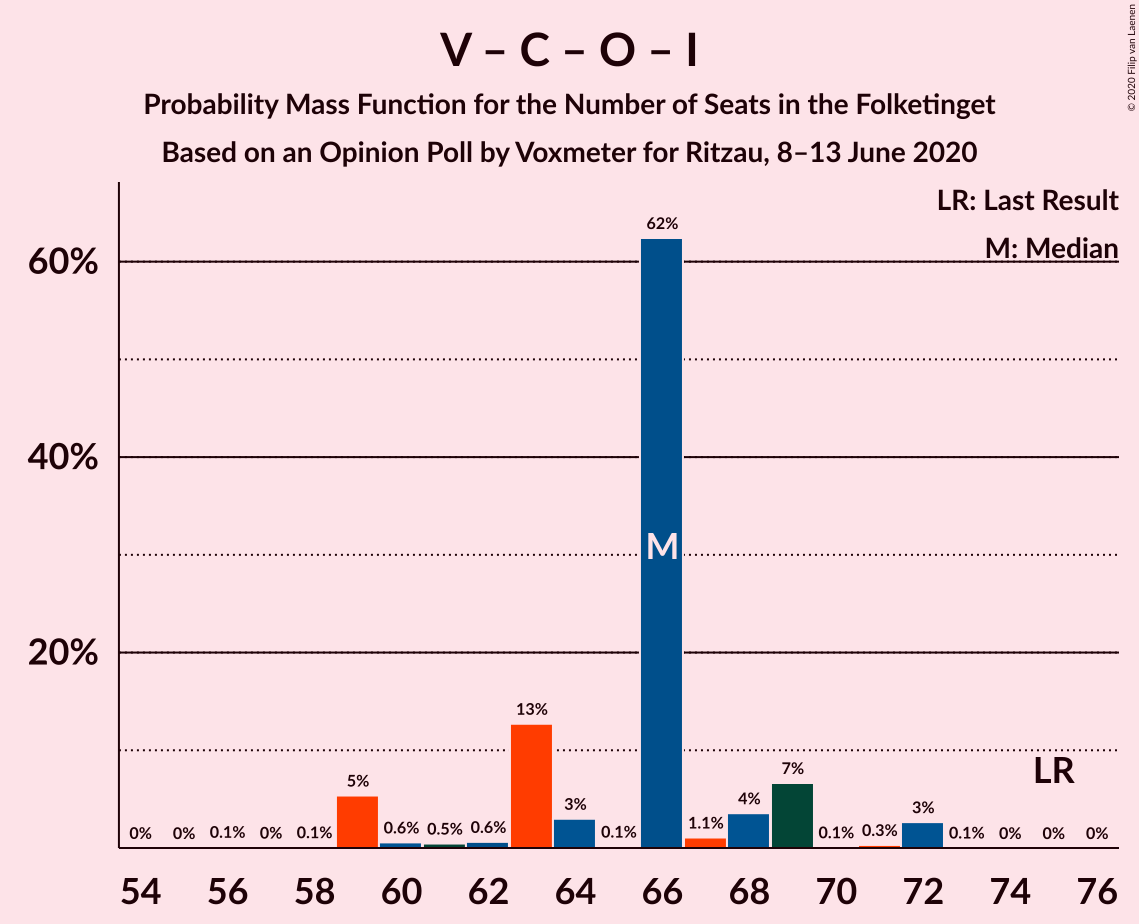 V – C – O – I
Probability Mass Function for the Number of Seats in the Folketinget
Based on an Opinion Poll by Voxmeter for Ritzau, 8–13 June 2020
© 2020 Filip van Laenen
LR: Last Result
M: Median
60%
40%
20%
0% 0% 0.1% 0% 0.1% 5% 0.6% 0.5% 0.6% 13% 3% 0.1% 62% 1.1% 4% 7% 0.1% 0.3% 3% 0.1% 0% 0% 0%
M
LR
54 56 58 60 62 64 66 68 70 72 74 76